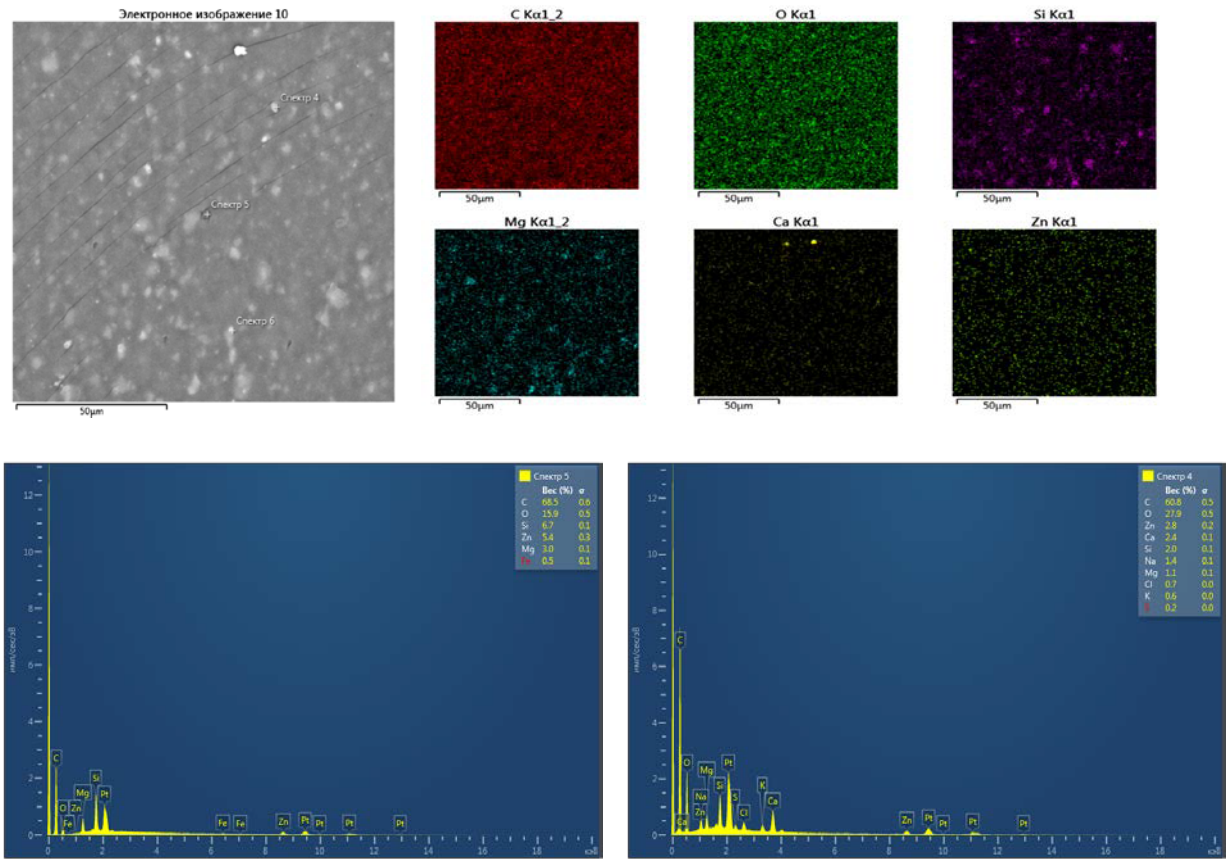 Электронное изображение 10
Спектр 4
Спектр 5
Спектр 6
50µm
C Kα1_2
50µm
O Kα1
50µm
Si Kα1
50µm
Mg Kα1_2
50µm
Ca Kα1
50µm
Zn Kα1
50µm
Спектр 5
Вес (%) σ
C 68.5 0.6
O 15.9 0.5
Si 6.7 0.1
Zn 5.4 0.3
Mg 3.0 0.1
Fe 0.5 0.1
имп/сек/эВ
12
10
8
6
4
2
0
C
O
Fe
Zn
Mg
Si
Pt
Fe
Fe
Zn
Pt
Pt
Pt
Pt
0 2 4 6 8 10 12 14 16 18 кэВ
Спектр 4
Вес (%) σ
C 60.8 0.5
O 27.9 0.5
Zn 2.8 0.2
Ca 2.4 0.1
Si 2.0 0.1
Na 1.4 0.1
Mg 1.1 0.1
Cl 0.7 0.0
K 0.6 0.0
S 0.2 0.0
имп/сек/эВ
12
10
8
6
4
2
0
C
Ca
O
Na
Zn
Mg
Si
Pt
S
Cl
K
Ca
Zn
Pt
Pt
Pt
Pt
0 2 4 6 8 10 12 14 16 18 кэВ